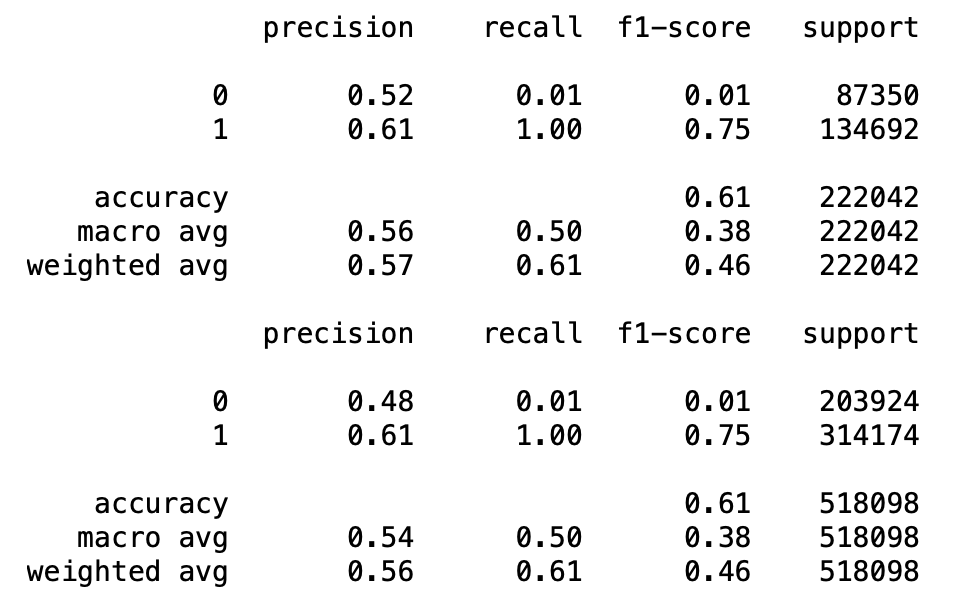 precision recall f1-score support
0 0.52 0.01 0.01 87350
1 0.61 1.00 0.75 134692
accuracy 0.61 222042
macro avg 0.56 0.50 0.38 222042
weighted avg 0.57 0.61 0.46 222042
precision recall f1-score support
0 0.48 0.01 0.01 203924
1 0.61 1.00 0.75 314174
accuracy 0.61 518098
macro avg 0.54 0.50 0.38 518098
weighted avg 0.56 0.61 0.46 518098